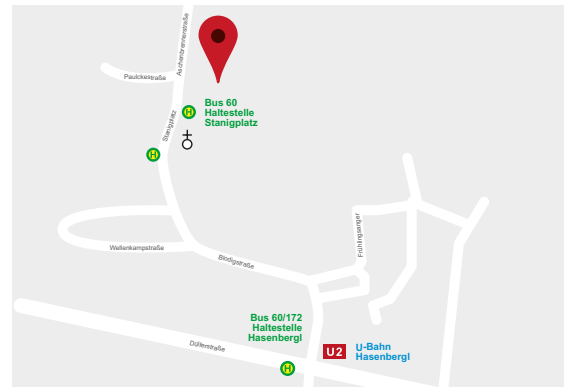 Aschenbrennerstraße
Paulckestraße
Bus 60
Haltestelle
Stanigplatz
H
Stanigplatz
H
Wellenkampstraße
Blodigstraße
Frühlingsanger
Bus 60/172
Haltestelle
Hasenbergl
Dülferstraße
U2
U-Bahn
Hasenbergl
H